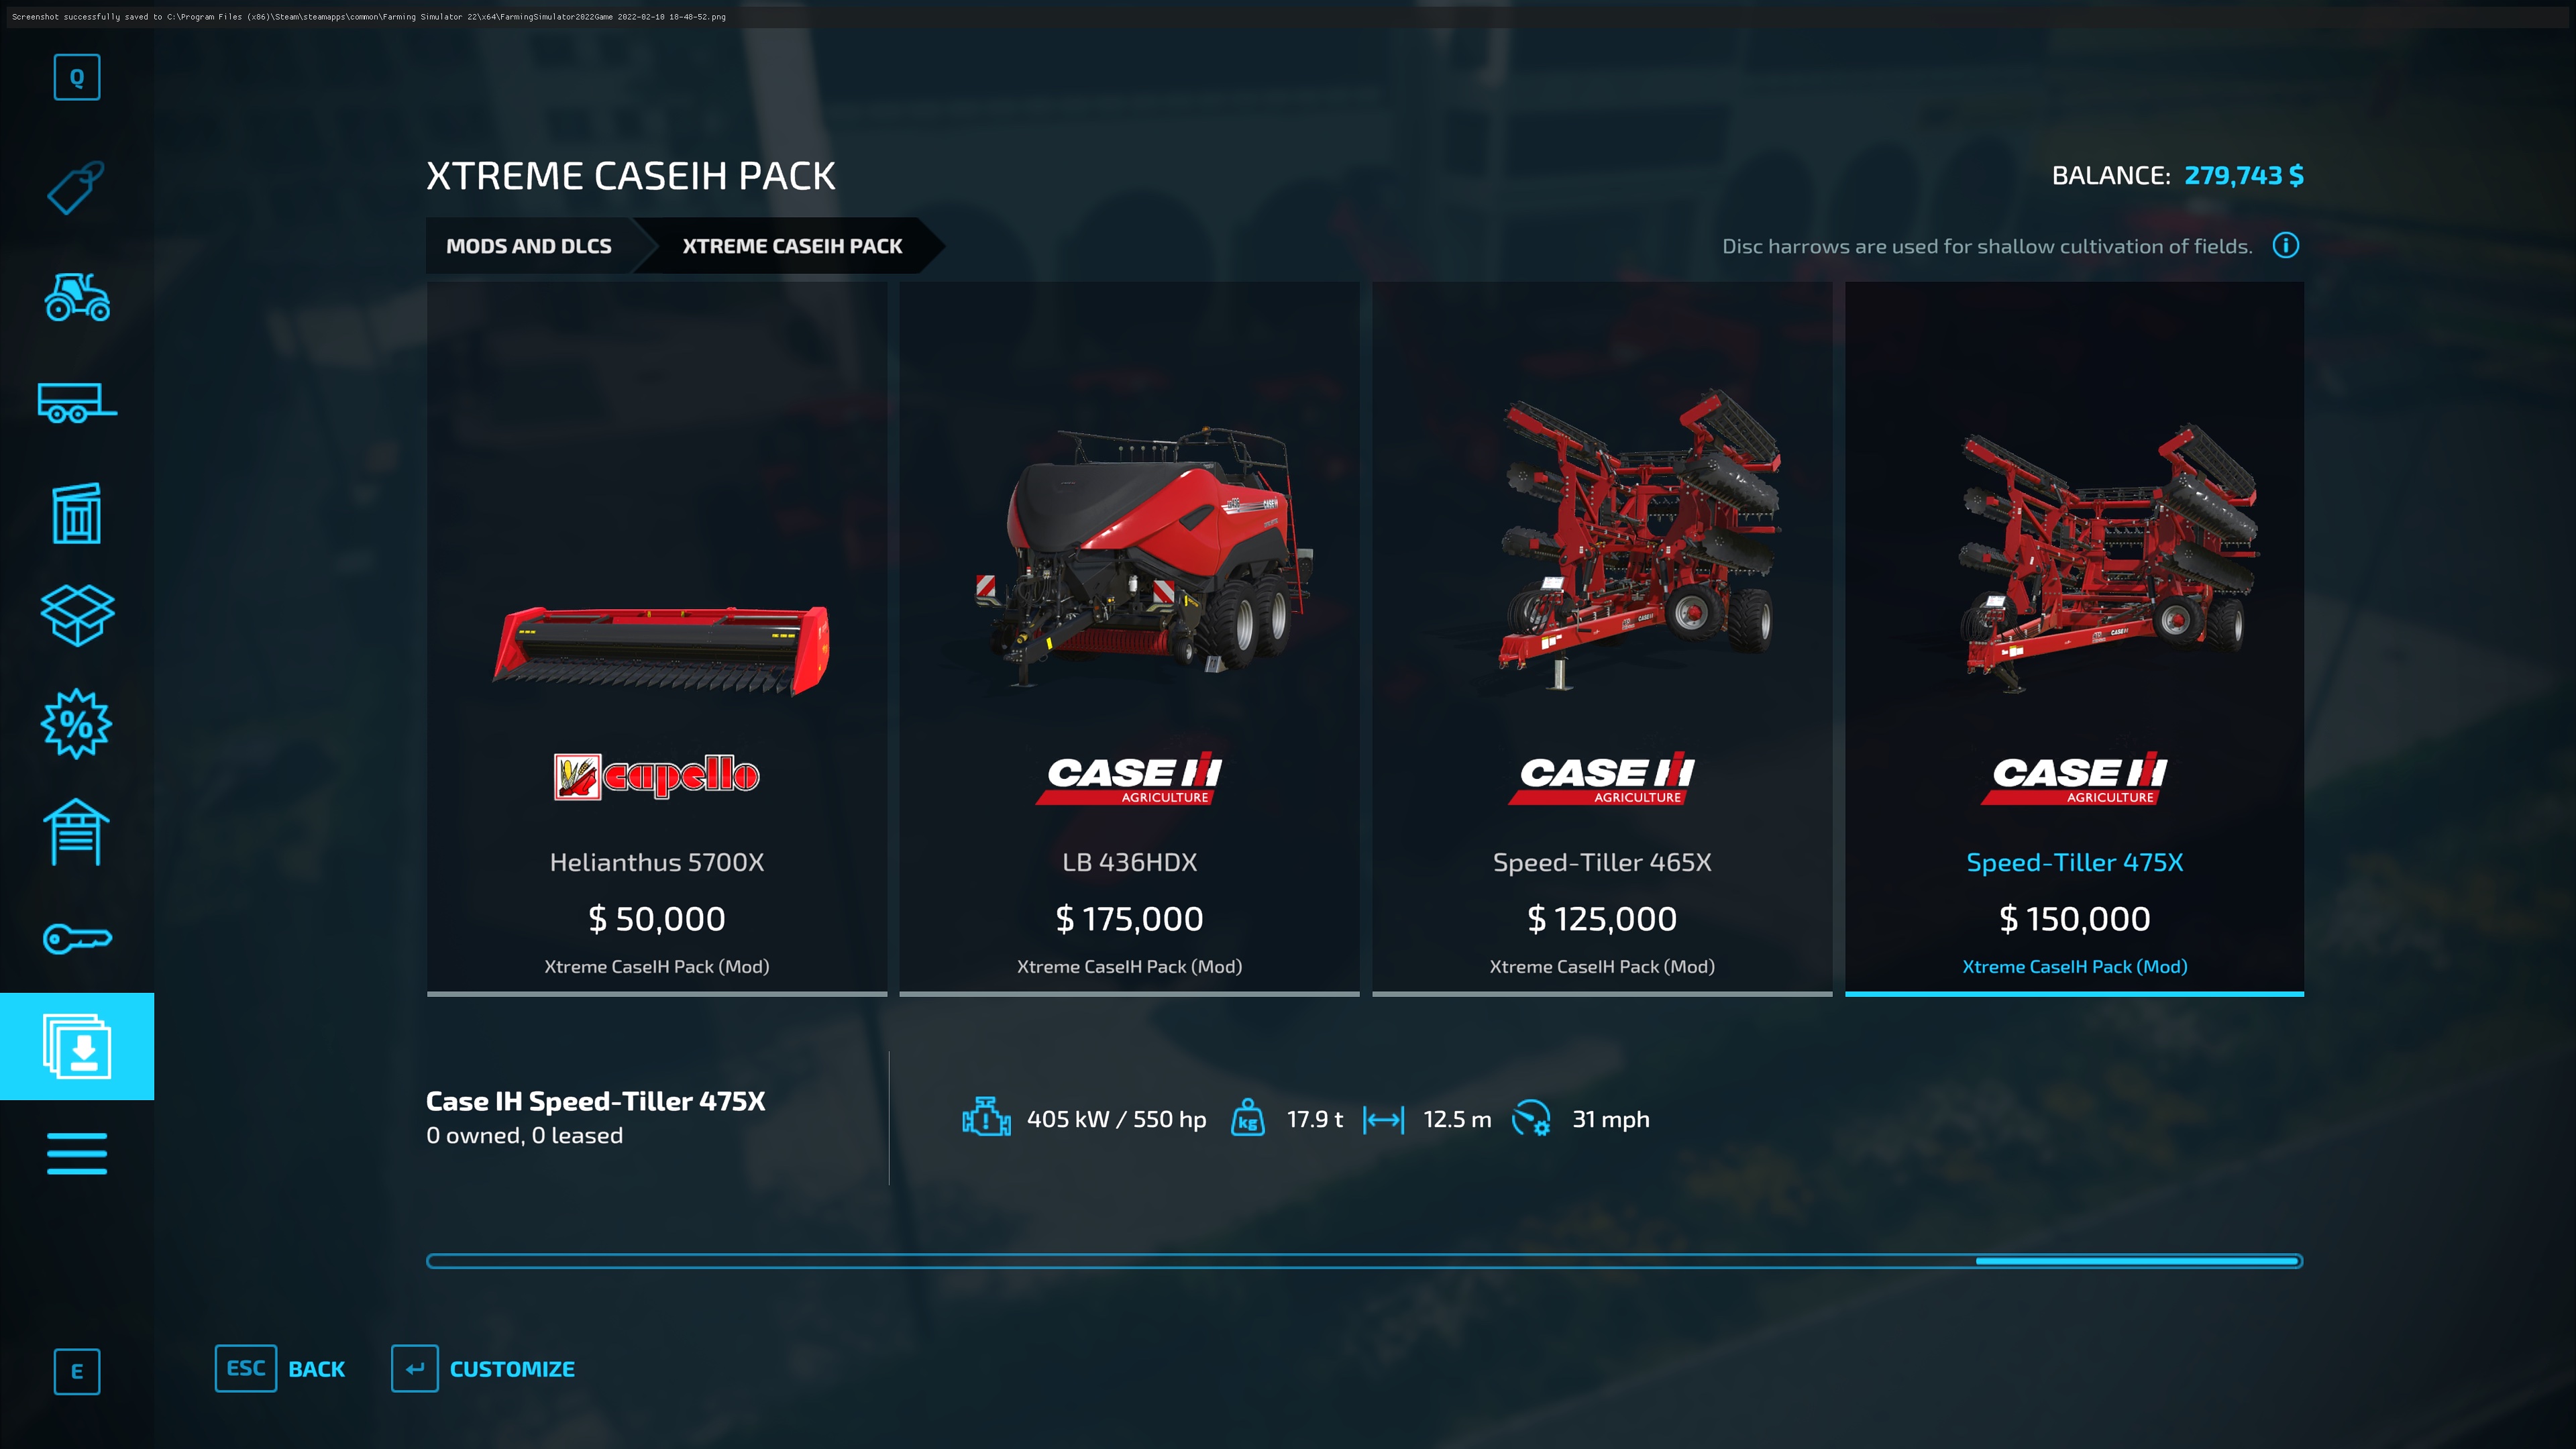 Screenshot successfully saved to C:\Program Files (x86)\Steam\steamapps\common\Farming Simulator 22\x64\FarmingSimulator2022Game 2022-02-10 18-48-52.png
Q
XTREME CASEIH PACK
BALANCE: 279,743 $
MODS AND DLCS
XTREME CASEIH PACK
Disc harrows are used for shallow cultivation of fields.
capello
CASE IH
AGRICULTURE
CASE IH
AGRICULTURE
CASE IH
AGRICULTURE
Helianthus 5700X
LB 436HDX
Speed-Tiller 465X
Speed-Tiller 475X
$ 50,000
$ 175,000
$ 125,000
$ 150,000
Xtreme CaseIH Pack (Mod)
Xtreme CaseIH Pack (Mod)
Xtreme CaseIH Pack (Mod)
Xtreme CaseIH Pack (Mod)
Case IH Speed-Tiller 475X
0 owned, 0 leased
405 kW / 550 hp
kg
17.9 t
12.5 m
31 mph
E
ESC BACK
CUSTOMIZE